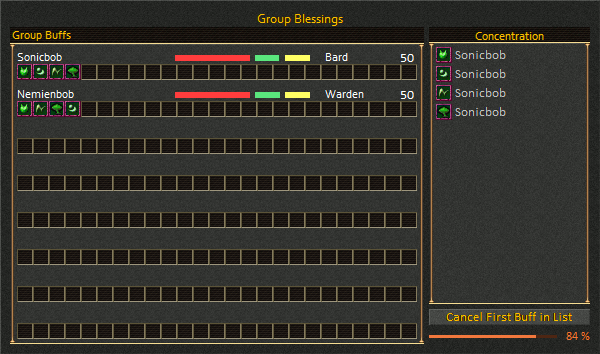 Group Blessings
Group Buffs
Sonicbob Bard 50
Nemienbob Warden 50
Concentration
Sonicbob
Sonicbob
Sonicbob
Sonicbob
Cancel First Buff in List
84 %